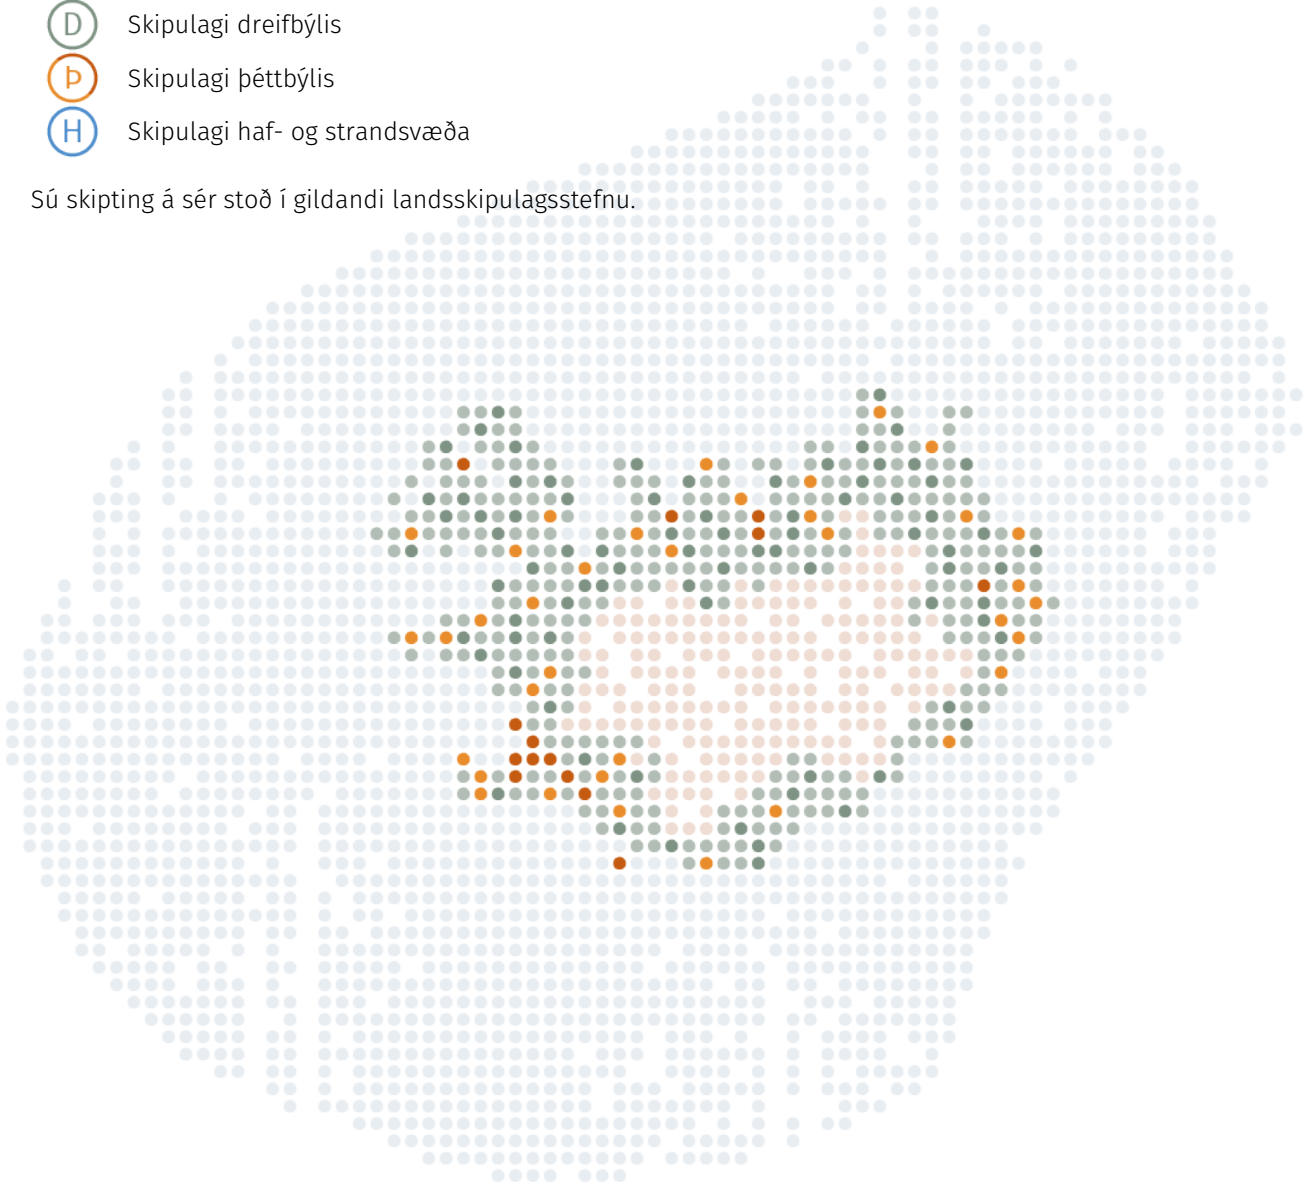 D Skipulagi dreifbýlis
Þ Skipulagi þéttbýlis
H Skipulagi haf- og strandsvæða
Sú skipting á sér stoð í gildandi landsskipulagsstefnu.